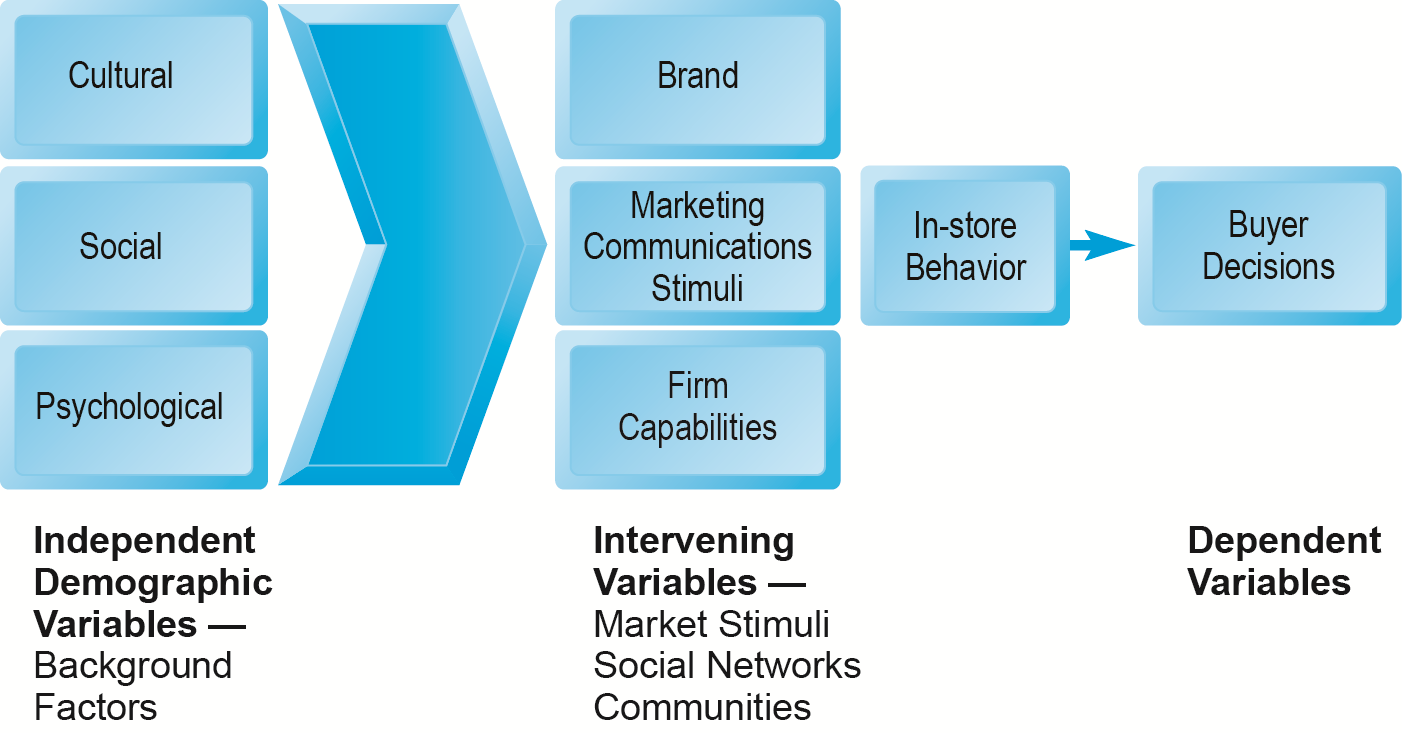 Cultural
Social
Psychological
Brand
Marketing
Communications
Stimuli
Firm
Capabilities
In-store
Behavior
Buyer
Decisions
Independent
Demographic
Variables —
Background
Factors
Intervening
Variables —
Market Stimuli
Social Networks
Communities
Dependent
Variables